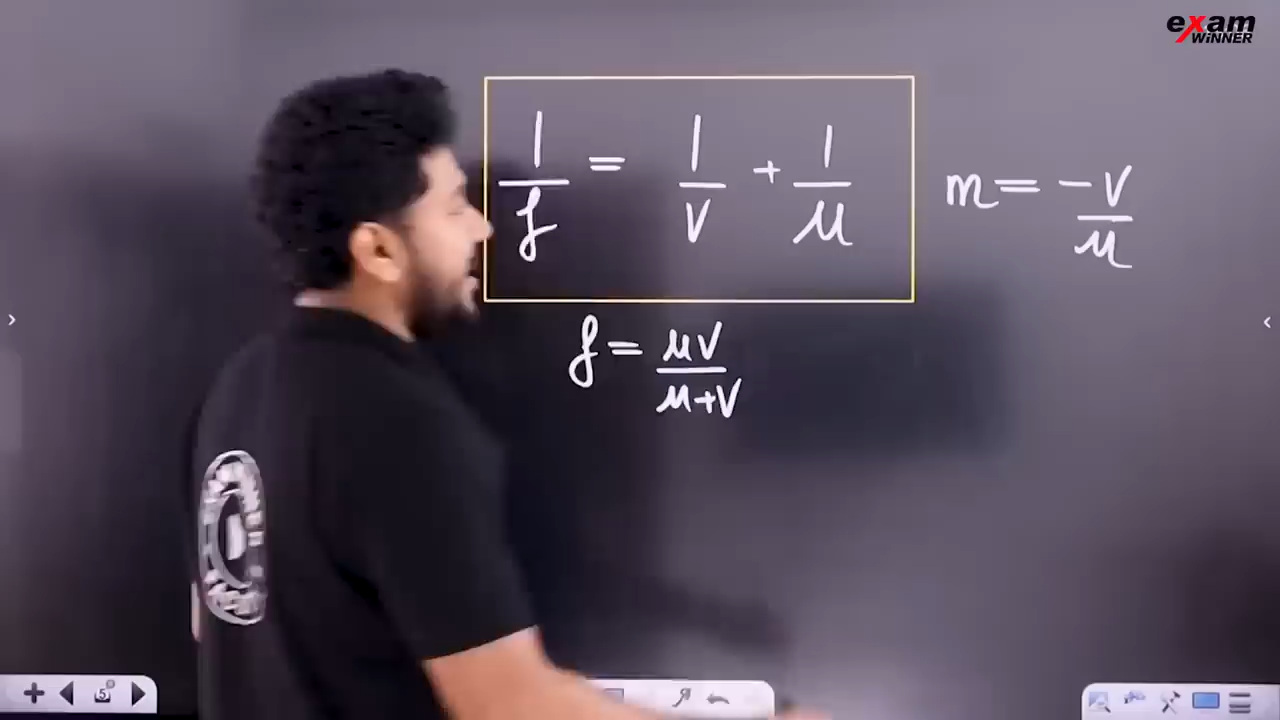 exam
WiNNER
1/f = 1/v + 1/u
m = -v/u
f = uv/u+v